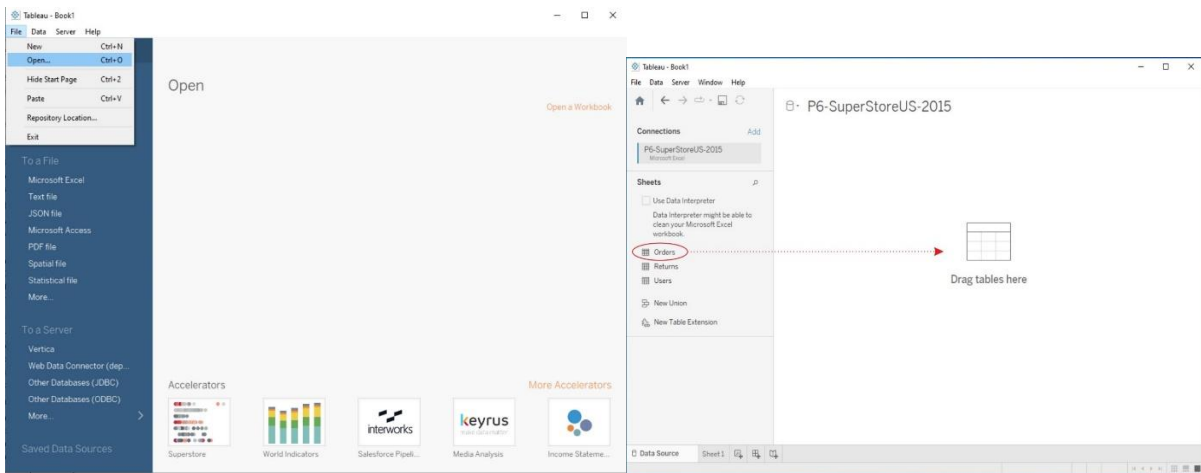 Tableau - Book1
File Data Server Help
New Ctrl+N
Open... Ctrl+O
Hide Start Page Ctrl+2
Paste Ctrl+V
Repository Location...
Exit
To a File
Microsoft Excel
Text file
JSON file
Microsoft Access
PDF file
Spatial file
Statistical file
More...
To a Server
Vertica
Web Data Connector (dep...
Other Databases (JDBC)
Other Databases (ODBC)
More...
Saved Data Sources
Open
Open a Workbook
Accelerators
More Accelerators
interworks
keyrus
Superstore
World Indicators
Salesforce Pipeli...
Media Analysis
Income Stateme...
Tableau - Book1
File Data Server Window Help
Connections Add
P6-SuperStoreUS-2015
Microsoft Excel
Sheets
Use Data Interpreter
Data Interpreter might be able to
clean your Microsoft Excel
workbook.
Orders
Returns
Users
New Union
New Table Extension
P6-SuperStoreUS-2015
Drag tables here
Data Source Sheet 1